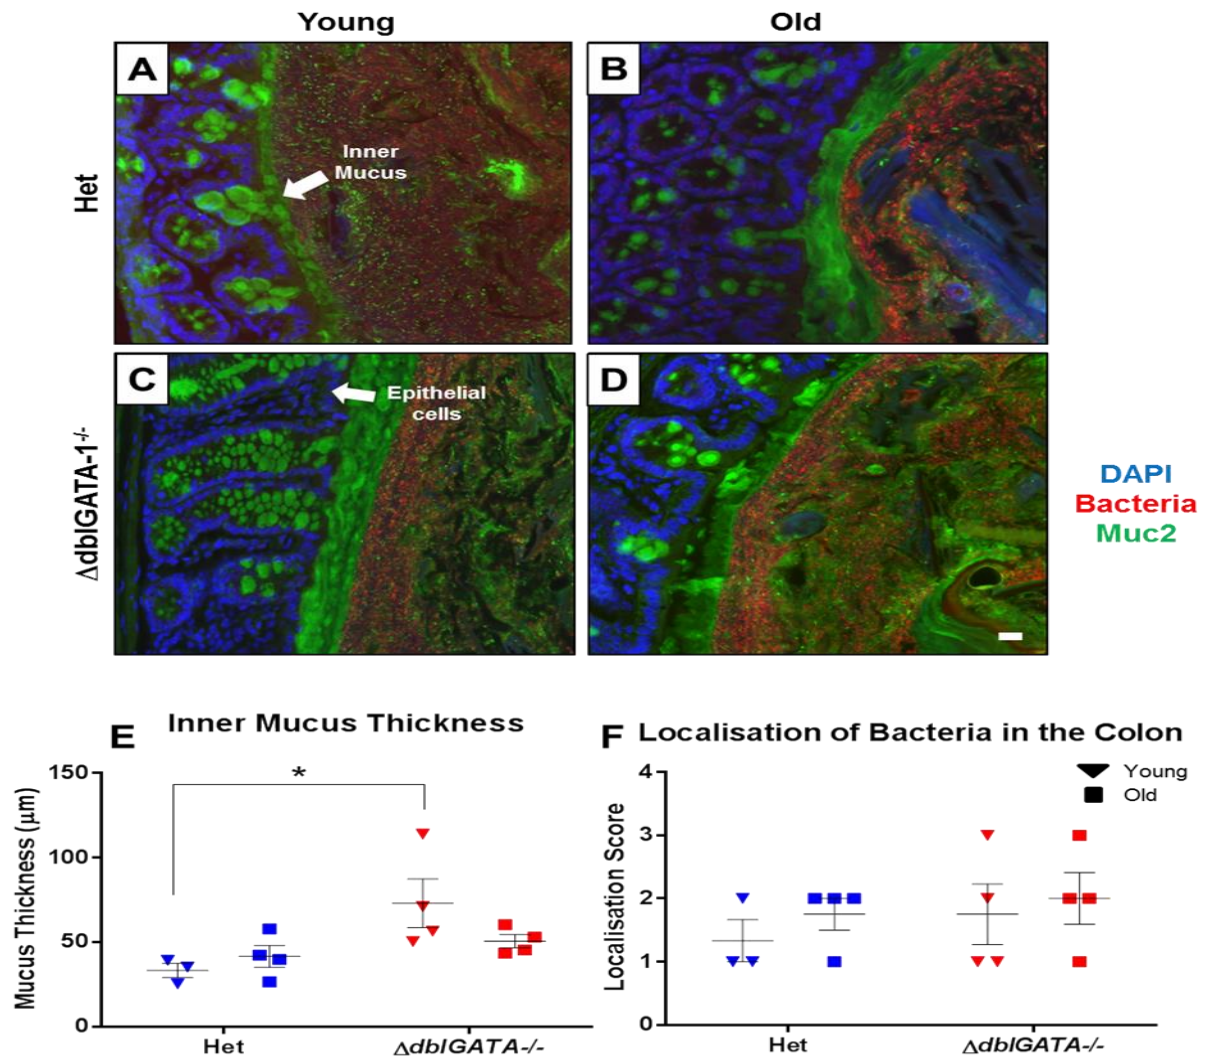 Young
Old
A
B
Het
Inner
Mucus
C
D
ΔdblGATA-1-/-
Epithelial
cells
DAPI
Bacteria
Muc2
E
Inner Mucus Thickness
Mucus Thickness (µm)
150
100
50
0
*
Het
ΔdblGATA-/-
F
Localisation of Bacteria in the Colon
Localisation Score
4
3
2
1
0
Young
Old
Het
ΔdblGATA-/-